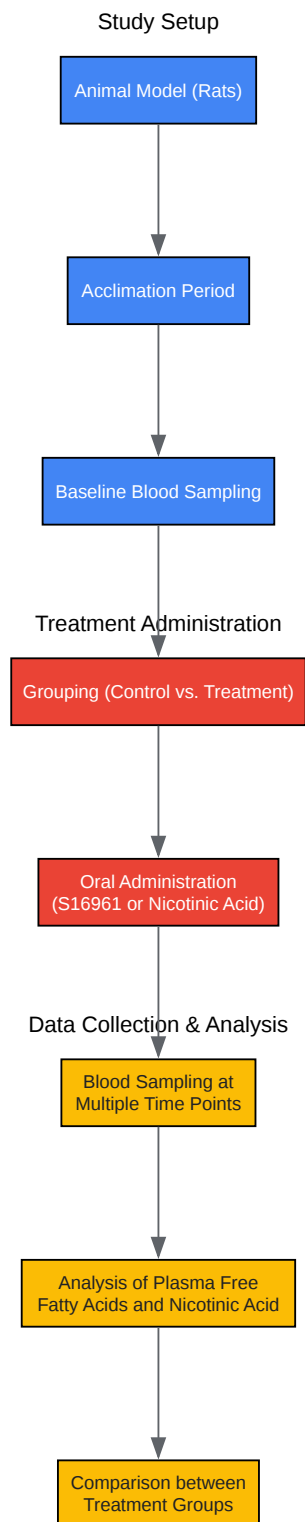 Study Setup
Animal Model (Rats)
Acclimation Period
Baseline Blood Sampling
Treatment Administration
Grouping (Control vs. Treatment)
Oral Administration
(S16961 or Nicotinic Acid)
Data Collection & Analysis
Blood Sampling at
Multiple Time Points
Analysis of Plasma Free
Fatty Acids and Nicotinic Acid
Comparison between
Treatment Groups